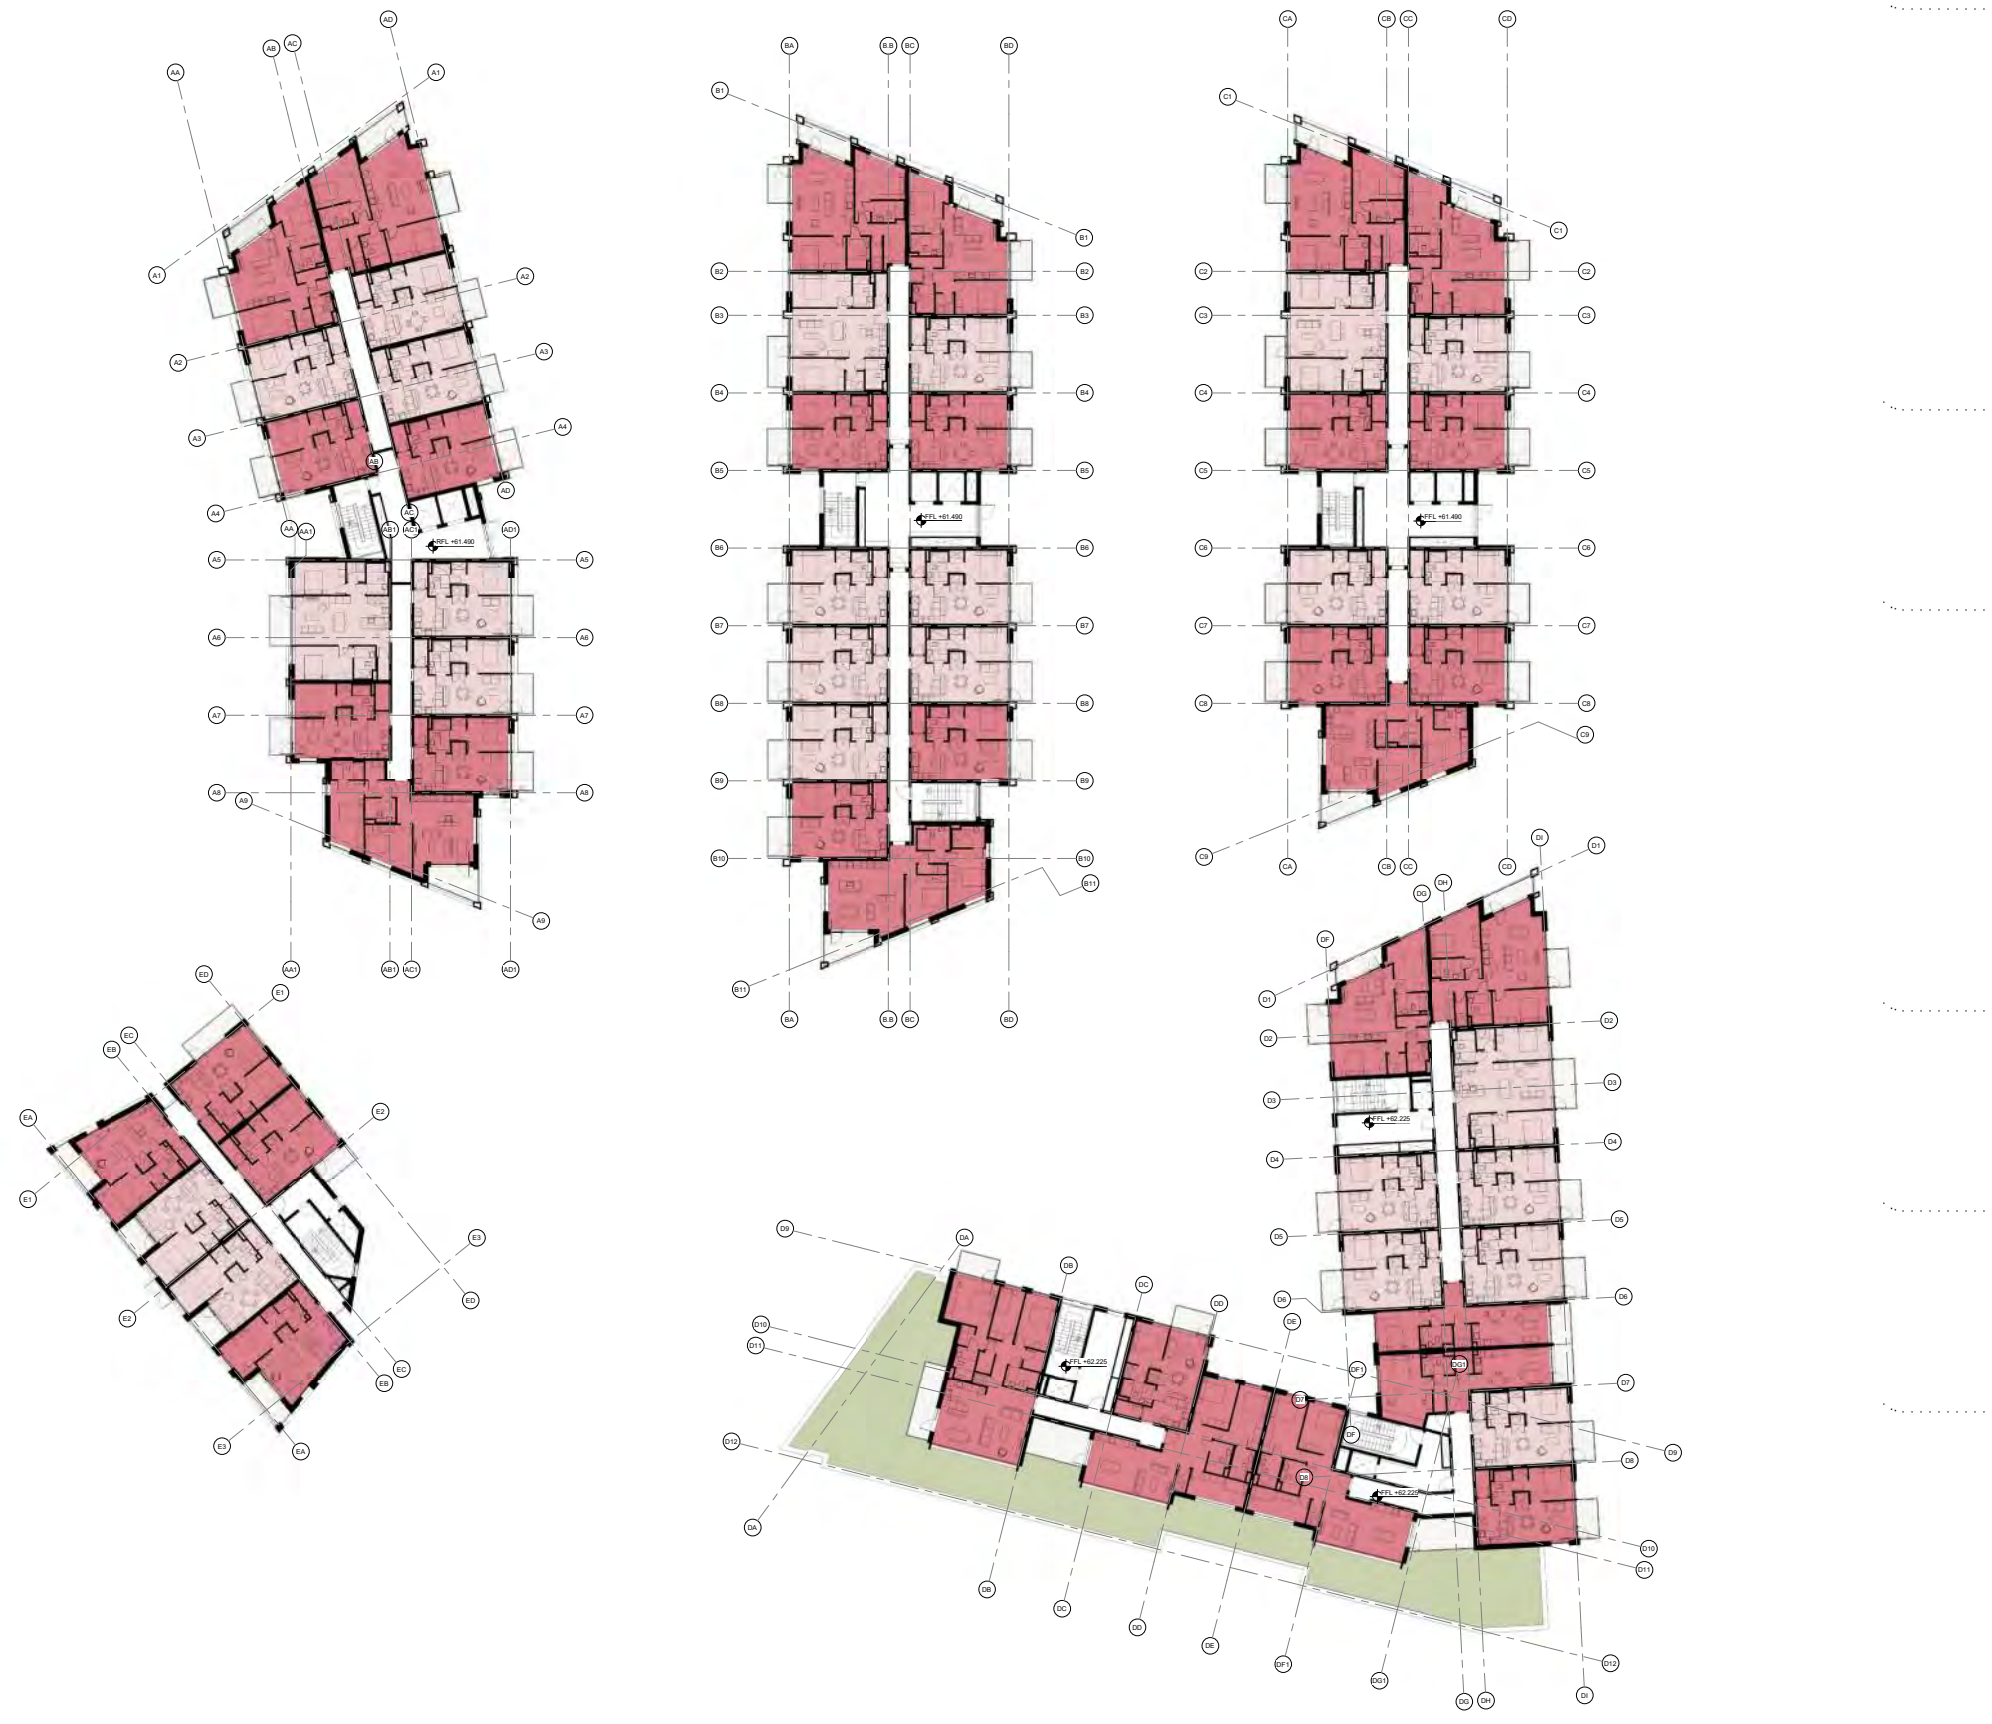 AD
AB
AC
AA
A1
A1
A2
A2
A3
A3
A4
AB
A4
AD
AC
AA
AA1
AB1
AC1
AD1
RFL +61.490
A5
A5
A6
A6
A7
A7
A8
A8
A9
A9
AA1
AB1
AC1
AD1
BA
B.B
BC
BD
B1
B1
B2
B2
B3
B3
B4
B4
B5
B5
FFL +61.490
B6
B6
B7
B7
B8
B8
B9
B9
B10
B10
B11
B11
BA
B.B
BC
BD
CA
CB
CC
CD
C1
C1
C2
C2
C3
C3
C4
C4
C5
C5
FFL +61.490
C6
C6
C7
C7
C8
C8
C9
C9
CA
CB
CC
CD
ED
E1
EC
EB
EA
E2
E1
E3
ED
E2
EC
EB
E3
EA
DI
D1
DG
DH
DF
D1
D2
D2
D3
D3
FFL +62.225
D4
D4
D5
D5
D6
D6
DG1
D7
D9
DA
DB
DC
DD
DE
D10
D11
FFL +62.225
DF1
D7
DF
D12
D9
D8
D8
FFL +62.225
DA
D10
D11
DB
DC
DD
DE
DF1
D12
DG1
DG
DH
DI